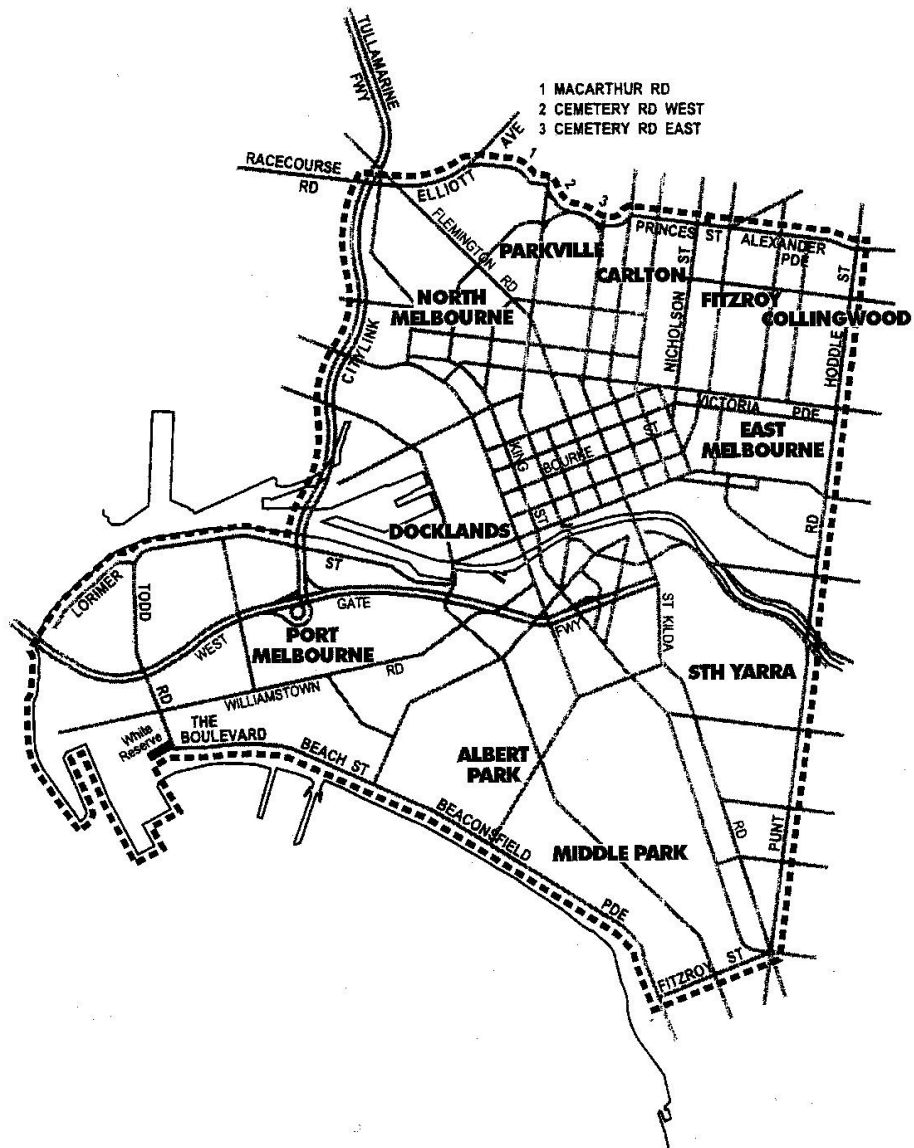 TULLAMARINE
FWY
1 MACARTHUR RD
2 CEMETERY RD WEST
3 CEMETERY RD EAST
RACECOURSE
RD
ELLIOTT
AVE
1
2
3
PRINCES ST
ALEXANDER
PDE
FLEMINGTON RD
PARKVILLE
CARLTON
NICHOLSON ST
FITZROY
COLLINGWOOD
HODDLE ST
NORTH
MELBOURNE
CITYLINK
VICTORIA PDE
EAST
MELBOURNE
KING ST
BOURNE ST
DOCKLANDS
RD
LORIMER ST
TODD RD
WEST GATE FWY
PORT
MELBOURNE
ST KILDA RD
STH YARRA
WILLIAMSTOWN RD
White
Reserve
THE
BOULEVARD
BEACH ST
ALBERT
PARK
BEACONSFIELD PDE
MIDDLE PARK
PUNT
FITZROY ST